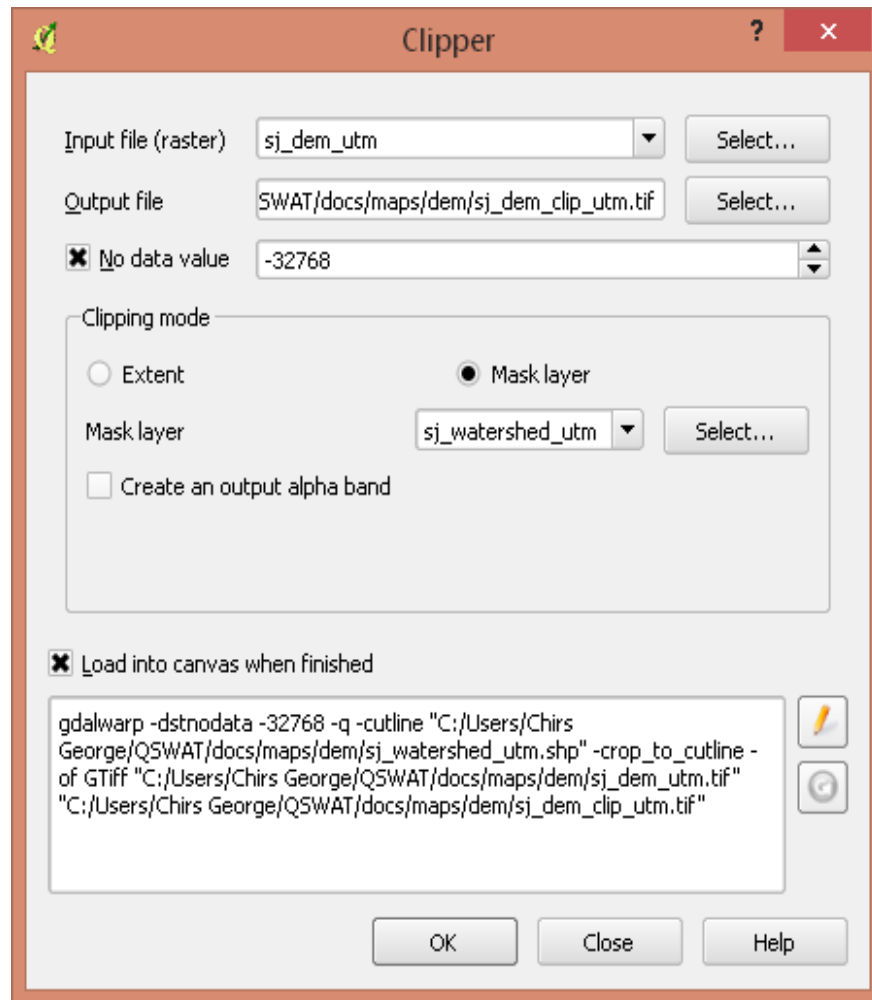 Clipper
?
×
Input file (raster) sj_dem_utm Select...
Output file SWAT/docs/maps/dem/sj_dem_clip_utm.tif Select...
No data value -32768
Clipping mode
Extent Mask layer
Mask layer sj_watershed_utm Select...
Create an output alpha band
Load into canvas when finished
gdalwarp -dstnodata -32768 -q -cutline "C:/Users/Chirs
George/QSWAT/docs/maps/dem/sj_watershed_utm.shp" -crop_to_cutline -
of GTiff "C:/Users/Chirs George/QSWAT/docs/maps/dem/sj_dem_utm.tif"
"C:/Users/Chirs George/QSWAT/docs/maps/dem/sj_dem_clip_utm.tif"
OK Close Help